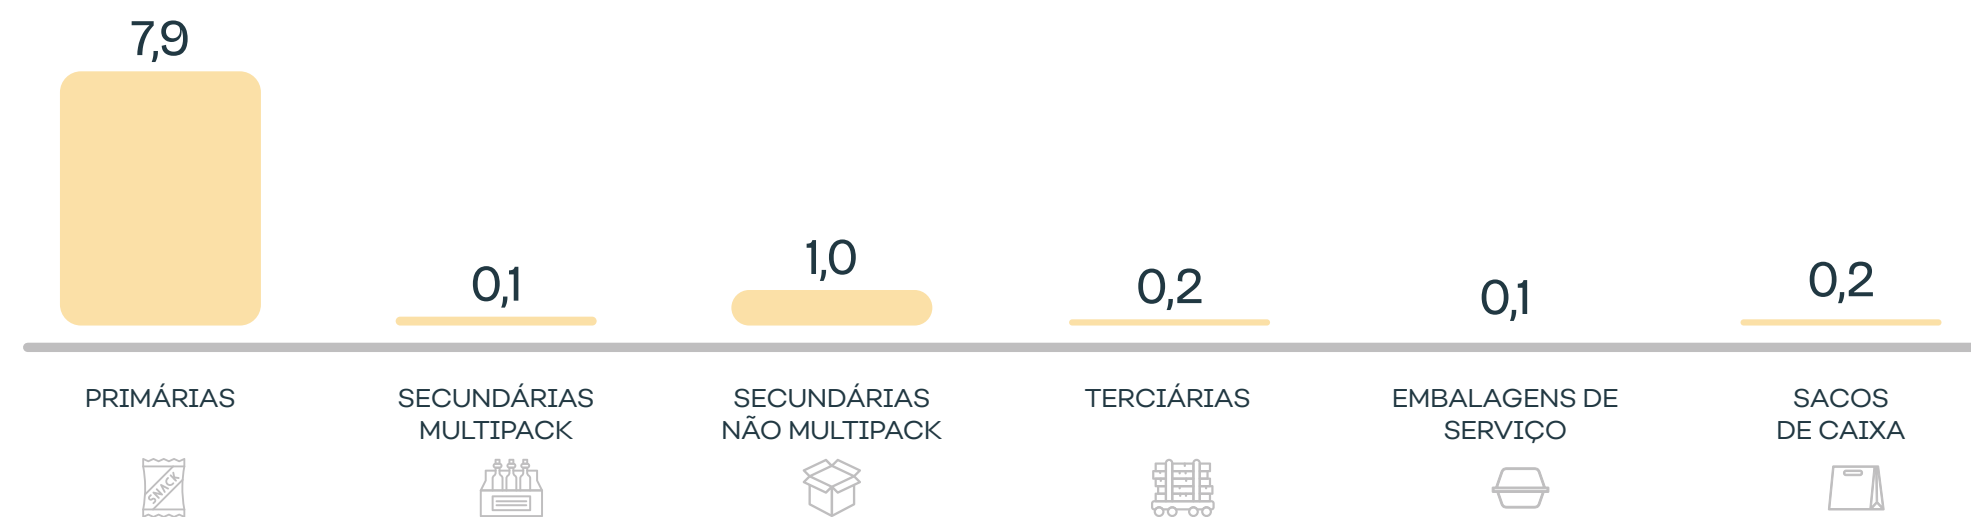 7,9
0,1
1,0
0,2
0,1
0,2
PRIMÁRIAS
SECUNDÁRIAS
MULTIPACK
SECUNDÁRIAS
NÃO MULTIPACK
TERCIÁRIAS
EMBALAGENS DE
SERVIÇO
SACOS
DE CAIXA
SNACK